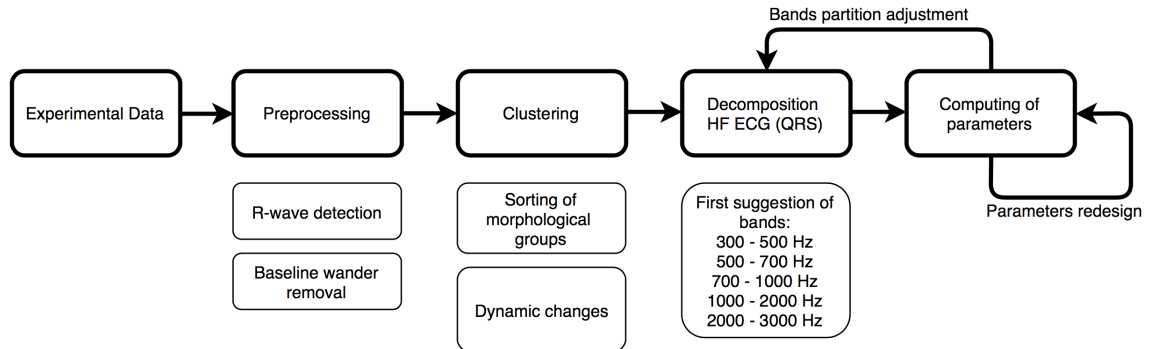 Bands partition adjustment
Experimental Data
Preprocessing
Clustering
Decomposition
HF ECG (QRS)
Computing of
parameters
Parameters redesign
R-wave detection
Baseline wander
removal
Sorting of
morphological
groups
Dynamic changes
First suggestion of
bands:
300 - 500 Hz
500 - 700 Hz
700 - 1000 Hz
1000 - 2000 Hz
2000 - 3000 Hz